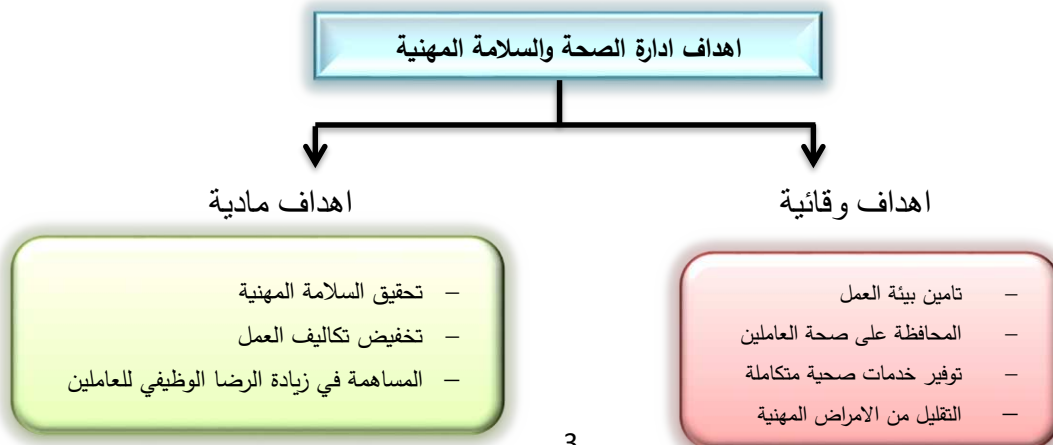 اهداف ادارة الصحة والسلامة المهنية
اهداف وقائية
– تامين بيئة العمل
– المحافظة على صحة العاملين
– توفير خدمات صحية متكاملة
– التقليل من الامراض المهنية
اهداف مادية
– تحقيق السلامة المهنية
– تخفيض تكاليف العمل
– المساهمة في زيادة الرضا الوظيفي للعاملين
3